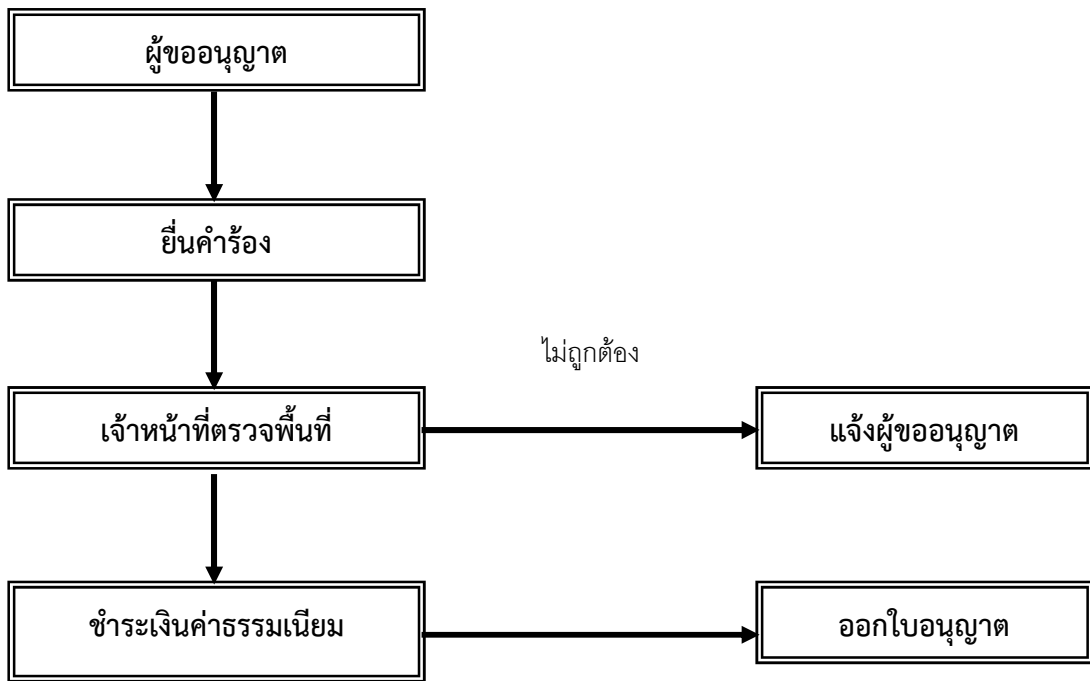 ผู้ขออนุญาต
ยื่นคำร้อง
ไม่ถูกต้อง
เจ้าหน้าที่ตรวจพื้นที่
แจ้งผู้ขออนุญาต
ชำระเงินค่าธรรมเนียม
ออกใบอนุญาต